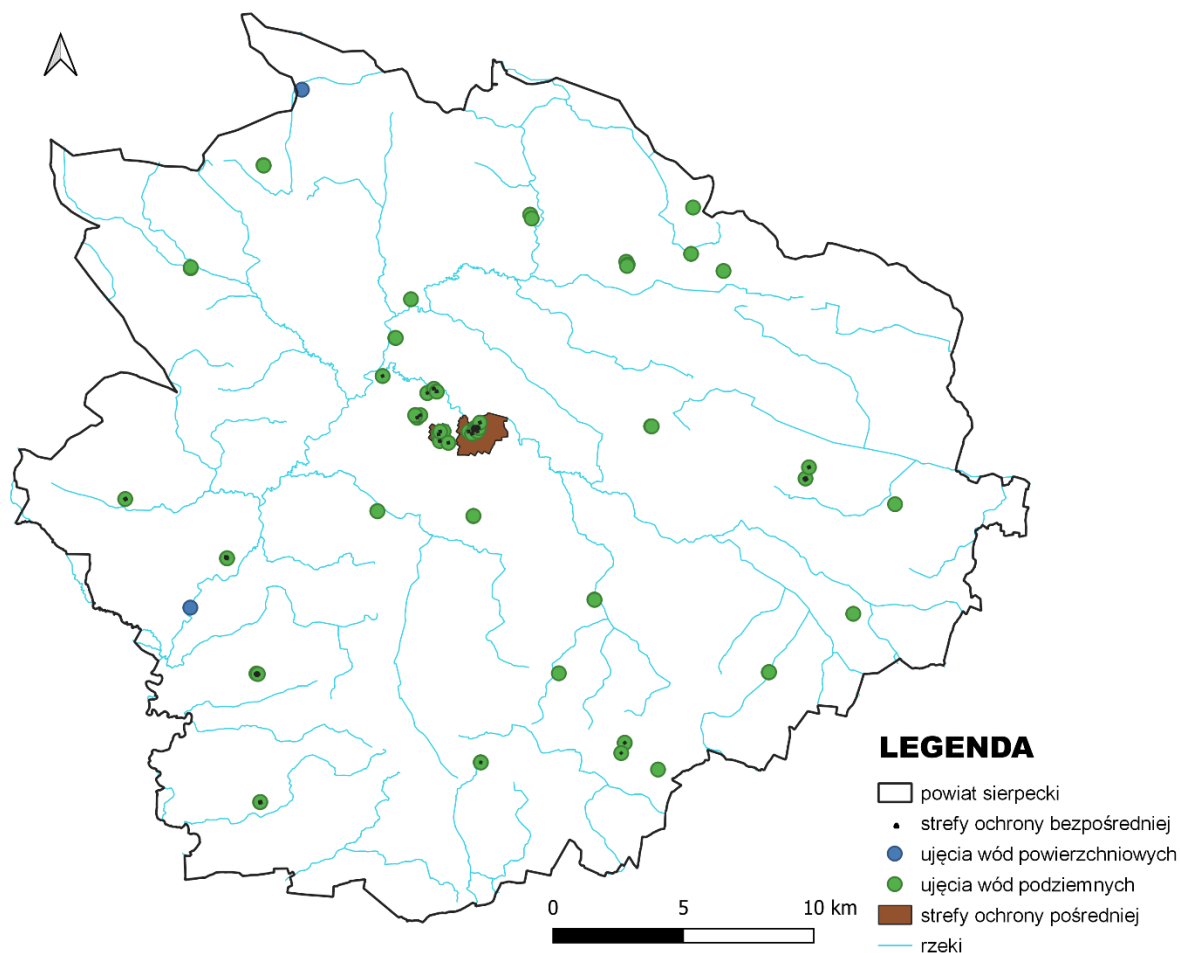 LEGENDA
powiat sierpecki
strefy ochrony bezpośredniej
ujęcia wód powierzchniowych
ujęcia wód podziemnych
strefy ochrony pośredniej
rzeki
0 5 10 km